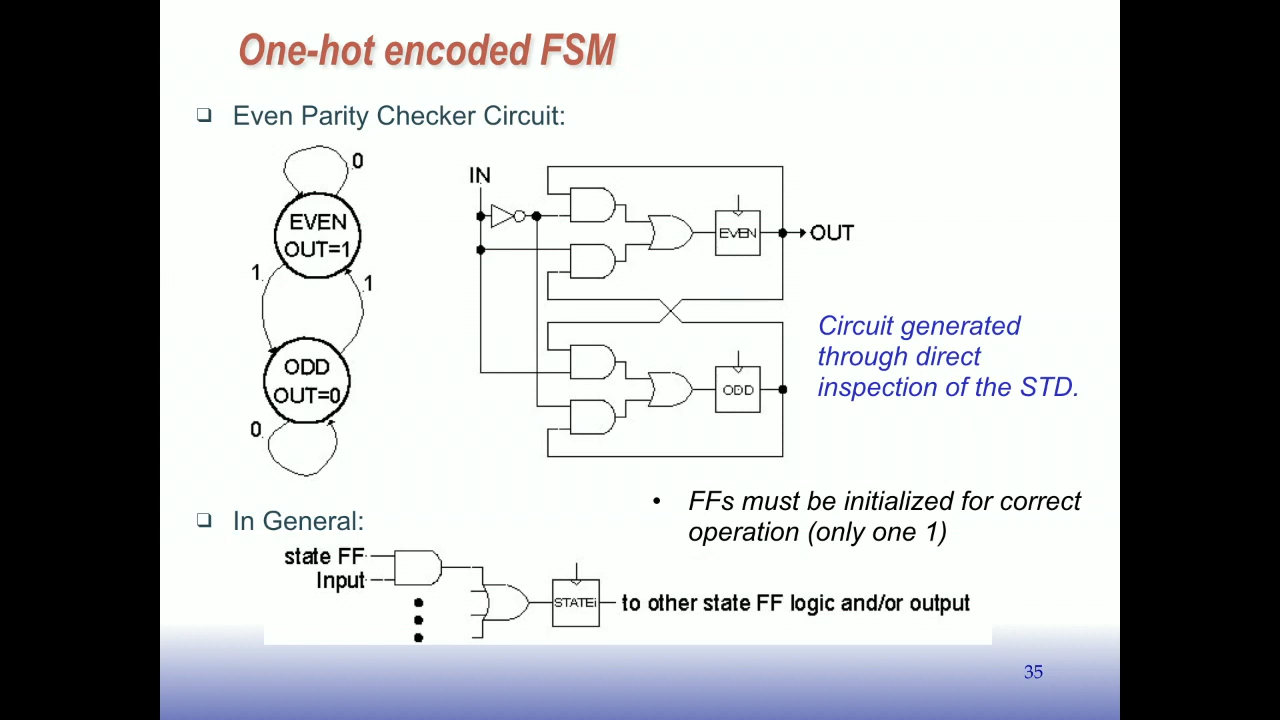 One-hot encoded FSM
❑ Even Parity Checker Circuit:
0
EVEN
OUT=1
1
1
ODD
OUT=0
0
IN
EVEN
OUT
ODD
Circuit generated
through direct
inspection of the STD.
• FFs must be initialized for correct
operation (only one 1)
❑ In General:
state FF
Input
STATEi
to other state FF logic and/or output
35